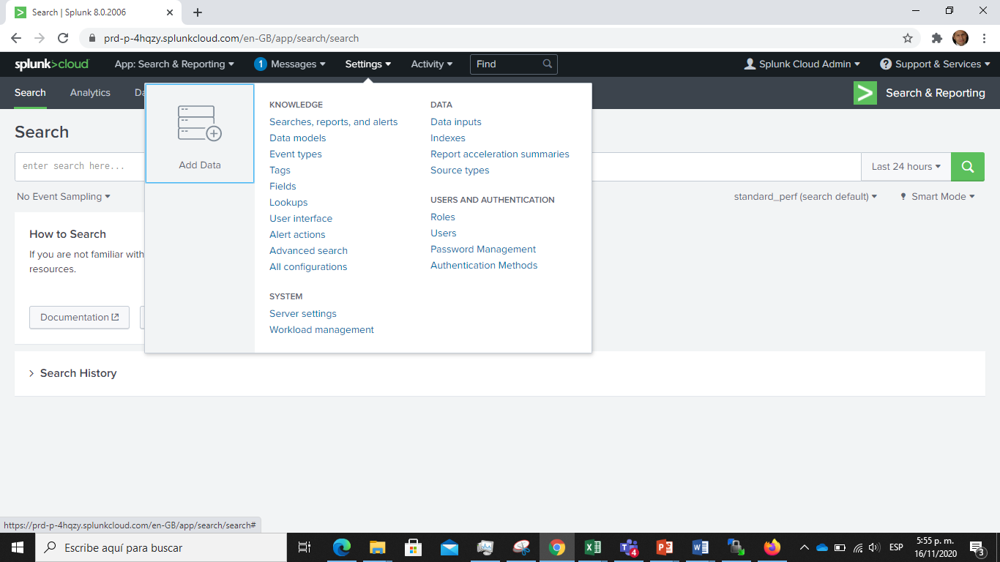 Search | Splunk 8.0.2006
prd-p-4hqzy.splunkcloud.com/en-GB/app/search/search
splunk>cloud App: Search & Reporting 1 Messages Settings Activity Find Splunk Cloud Admin ? Support & Services
Search Analytics Da Search & Reporting
Search
enter search here... Last 24 hours
No Event Sampling standard_perf (search default) Smart Mode
How to Search
If you are not familiar with
resources.
Documentation
Add Data
KNOWLEDGE
Searches, reports, and alerts
Data models
Event types
Tags
Fields
Lookups
User interface
Alert actions
Advanced search
All configurations
SYSTEM
Server settings
Workload management
DATA
Data inputs
Indexes
Report acceleration summaries
Source types
USERS AND AUTHENTICATION
Roles
Users
Password Management
Authentication Methods
Search History
https://prd-p-4hqzy.splunkcloud.com/en-GB/app/search/search#
Escribe aquí para buscar
4
ESP
5:55 p. m.
16/11/2020
3